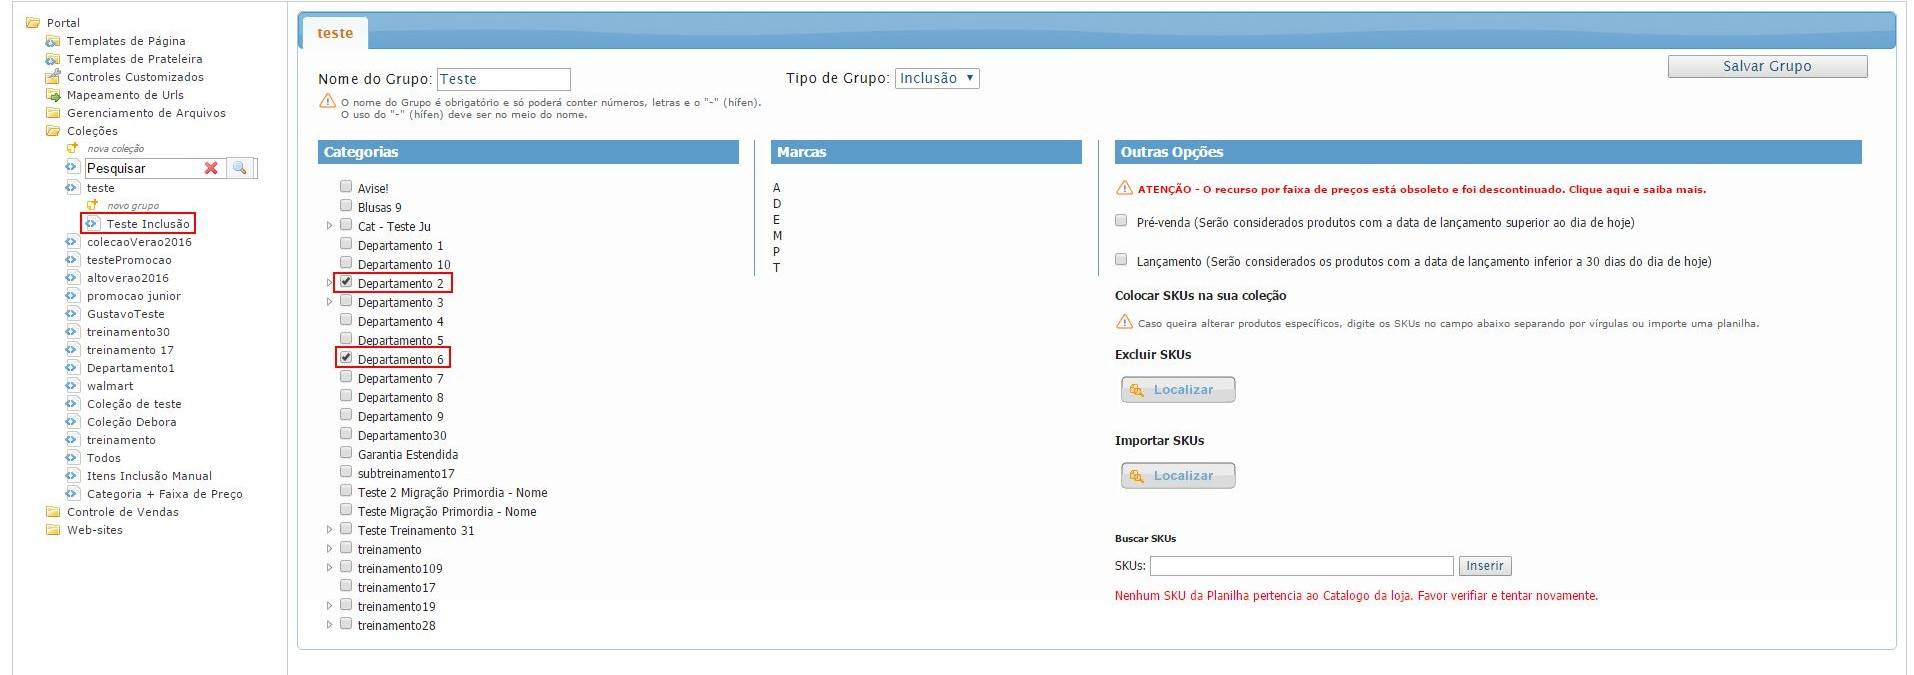 Portal
Templates de Página
Templates de Prateleira
Controles Customizados
Mapeamento de Urls
Gerenciamento de Arquivos
Coleções
nova coleção
Pesquisar
teste
novo grupo
Teste Inclusão
colecaoVerao2016
testePromocao
altoverao2016
promocao junior
GustavoTeste
treinamento30
treinamento 17
Departamento1
walmart
Coleção de teste
Coleção Debora
treinamento
Todos
Itens Inclusão Manual
Categoria + Faixa de Preço
Controle de Vendas
Web-sites
teste
Nome do Grupo: Teste
Tipo de Grupo: Inclusão
Salvar Grupo
O nome do Grupo é obrigatório e só poderá conter números, letras e o "-" (hífen).
O uso do "-" (hífen) deve ser no meio do nome.
Categorias
Avise!
Blusas 9
Cat - Teste Ju
Departamento 1
Departamento 10
Departamento 2
Departamento 3
Departamento 4
Departamento 5
Departamento 6
Departamento 7
Departamento 8
Departamento 9
Departamento30
Garantia Estendida
subtreinamento17
Teste 2 Migração Primordia - Nome
Teste Migração Primordia - Nome
Teste Treinamento 31
treinamento
treinamento109
treinamento17
treinamento19
treinamento28
Marcas
A
D
E
M
P
T
Outras Opções
ATENÇÃO - O recurso por faixa de preços está obsoleto e foi descontinuado. Clique aqui e saiba mais.
Pré-venda (Serão considerados produtos com a data de lançamento superior ao dia de hoje)
Lançamento (Serão considerados os produtos com a data de lançamento inferior a 30 dias do dia de hoje)
Colocar SKUs na sua coleção
Caso queira alterar produtos específicos, digite os SKUs no campo abaixo separando por vírgulas ou importe uma planilha.
Excluir SKUs
Localizar
Importar SKUs
Localizar
Buscar SKUs
SKUs: Inserir
Nenhum SKU da Planilha pertencia ao Catalogo da loja. Favor verifiar e tentar novamente.